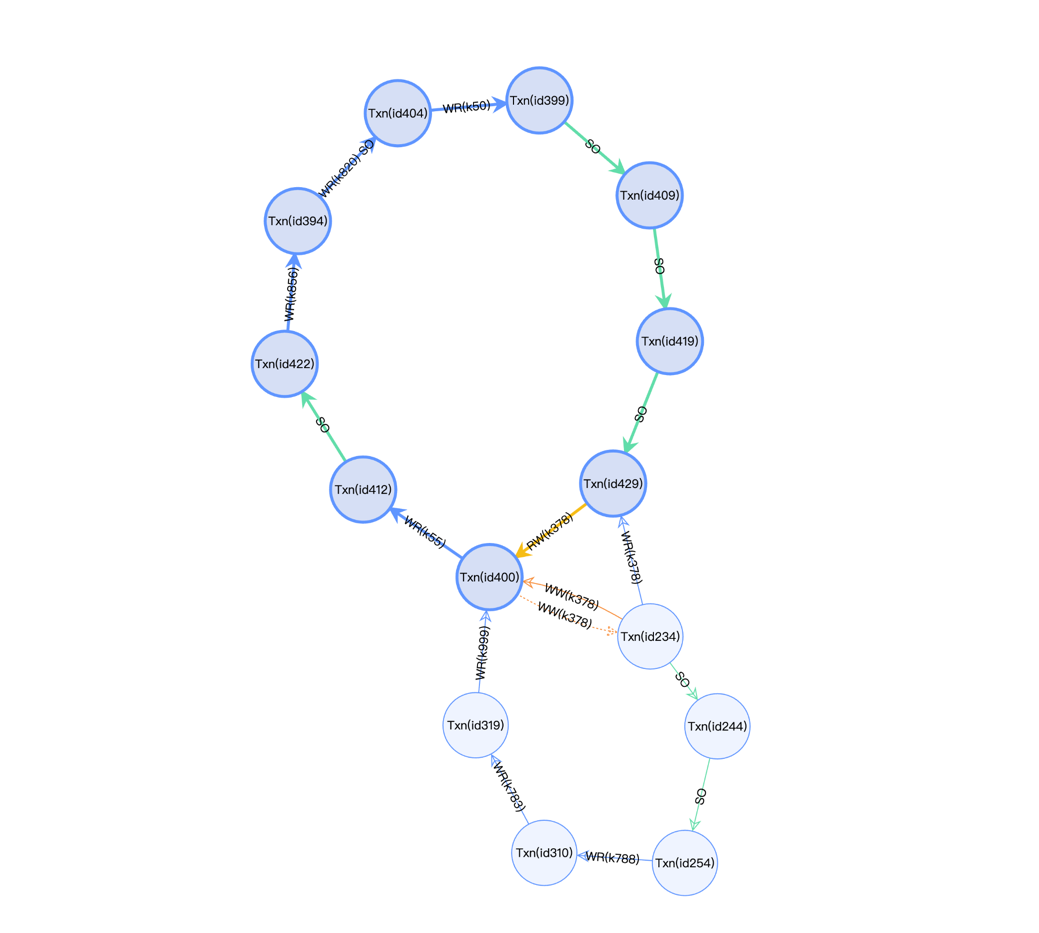 Txn(id399)
Txn(id404)
WR(k50)
SO
WR(k820) SO
Txn(id409)
Txn(id394)
SO
WR(k856)
Txn(id419)
Txn(id422)
SO
SO
Txn(id429)
Txn(id412)
WR(k55)
RW(k378)
WR(k378)
Txn(id400)
WW(k378)
WW(k378)
Txn(id234)
WR(k999)
SO
Txn(id319)
Txn(id244)
WR(k783)
SO
Txn(id310)
WR(k788)
Txn(id254)